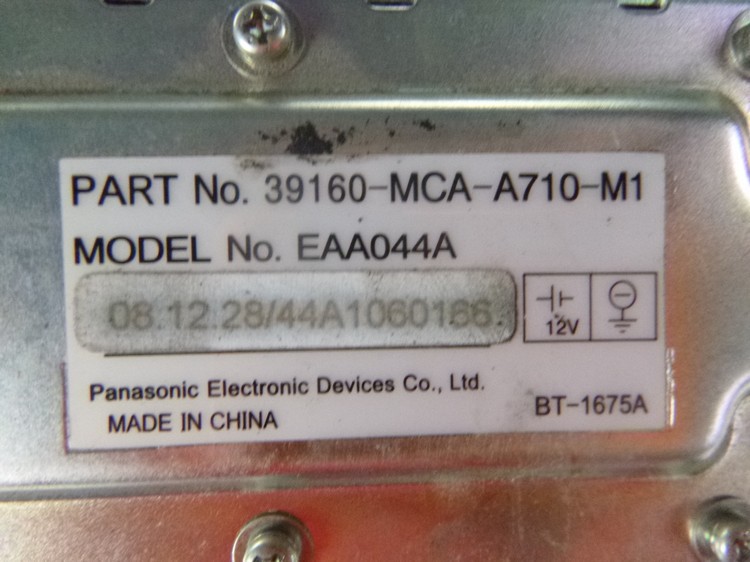 PART No. 39160-MCA-A710-M1
MODEL No. EAA044A
08.12.28/44A1060166.
12V
Panasonic Electronic Devices Co., Ltd.
MADE IN CHINA
BT-1675A